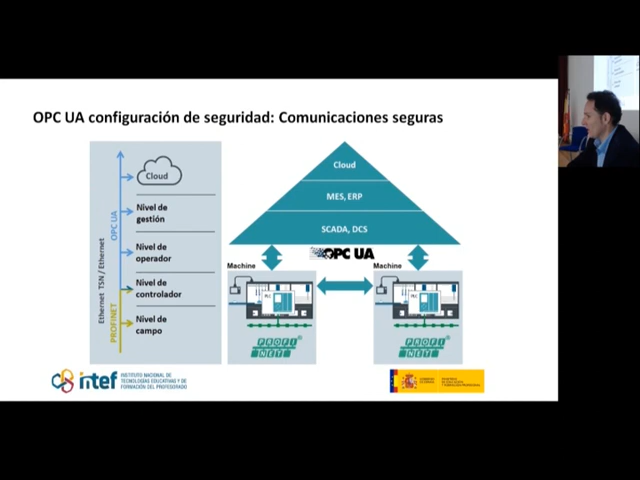 OPC UA configuración de seguridad: Comunicaciones seguras
Ethernet TSN / Ethernet
OPC UA
PROFINET
Cloud
Nivel de
gestión
Nivel de
operador
Nivel de
controlador
Nivel de
campo
Cloud
MES, ERP
SCADA, DCS
OPC UA
Machine
Machine
PROFI
NET
PROFI
NET
intef
INSTITUTO NACIONAL DE
TECNOLOGÍAS EDUCATIVAS Y DE
FORMACIÓN DEL PROFESORADO